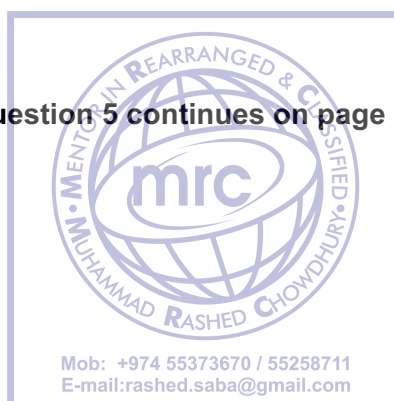 REARRANGED & CLASSIFIED
uestion 5 continues on page
MENTOR IN
mrc
MUHAMMAD RASHED CHOWDHURY
Mob: +974 55373670 / 55258711
E-mail:rashed.saba@gmail.com